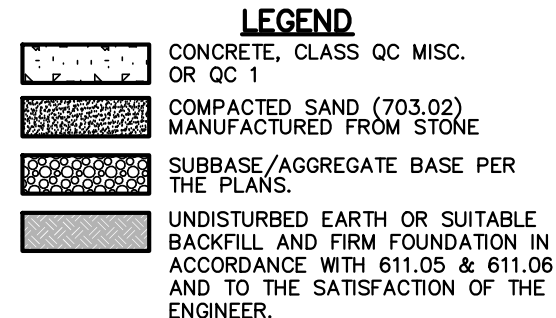 LEGEND
CONCRETE, CLASS QC MISC.
OR QC 1
COMPACTED SAND (703.02)
MANUFACTURED FROM STONE
SUBBASE/AGGREGATE BASE PER
THE PLANS.
UNDISTURBED EARTH OR SUITABLE
BACKFILL AND FIRM FOUNDATION IN
ACCORDANCE WITH 611.05 & 611.06
AND TO THE SATISFACTION OF THE
ENGINEER.